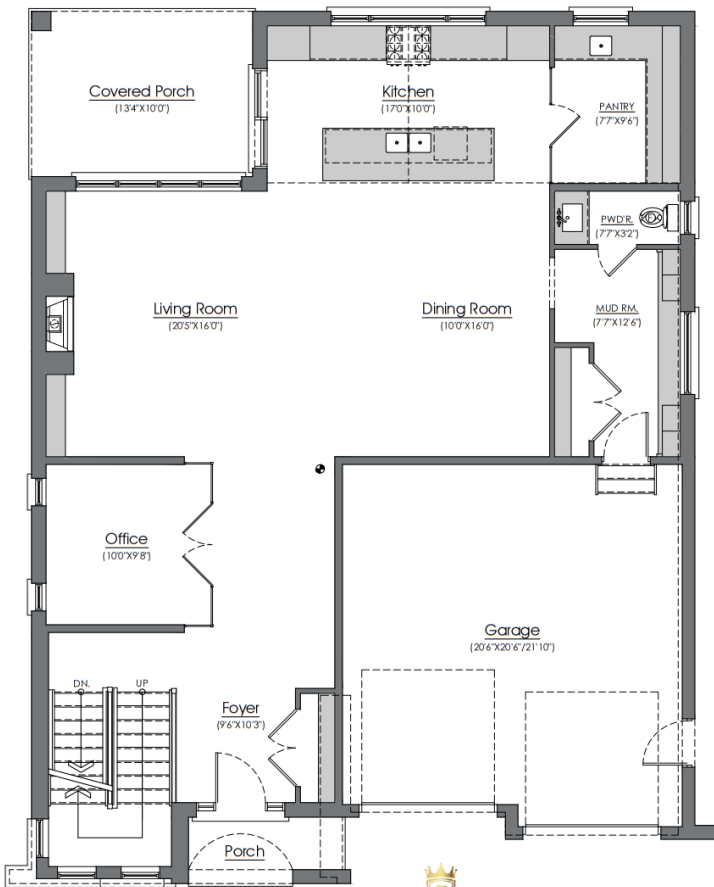 Covered Porch
(13'4"X10'0")
Kitchen
(17'0"X10'0")
PANTRY
(7'7"X9'6")
PWD'R.
(7'7"X3'2")
Living Room
(20'5"X16'0")
Dining Room
(10'0"X16'0")
MUD RM.
(7'7"X12'6")
Office
(10'0"X9'8")
Garage
(20'6"X20'6"/21'10")
DN.
UP
Foyer
(9'6"X10'3")
Porch